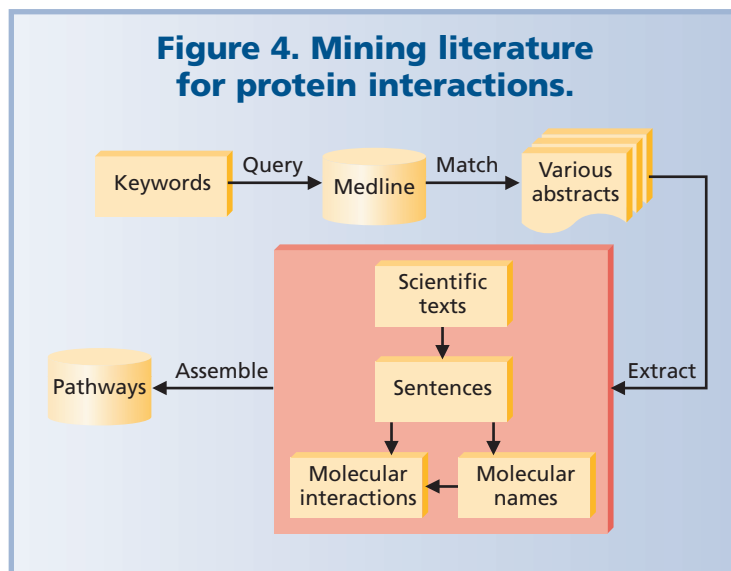 Figure 4. Mining literature
for protein interactions.
Keywords
Query
Medline
Match
Various
abstracts
Extract
Scientific
texts
Sentences
Molecular
interactions
Molecular
names
Assemble
Pathways